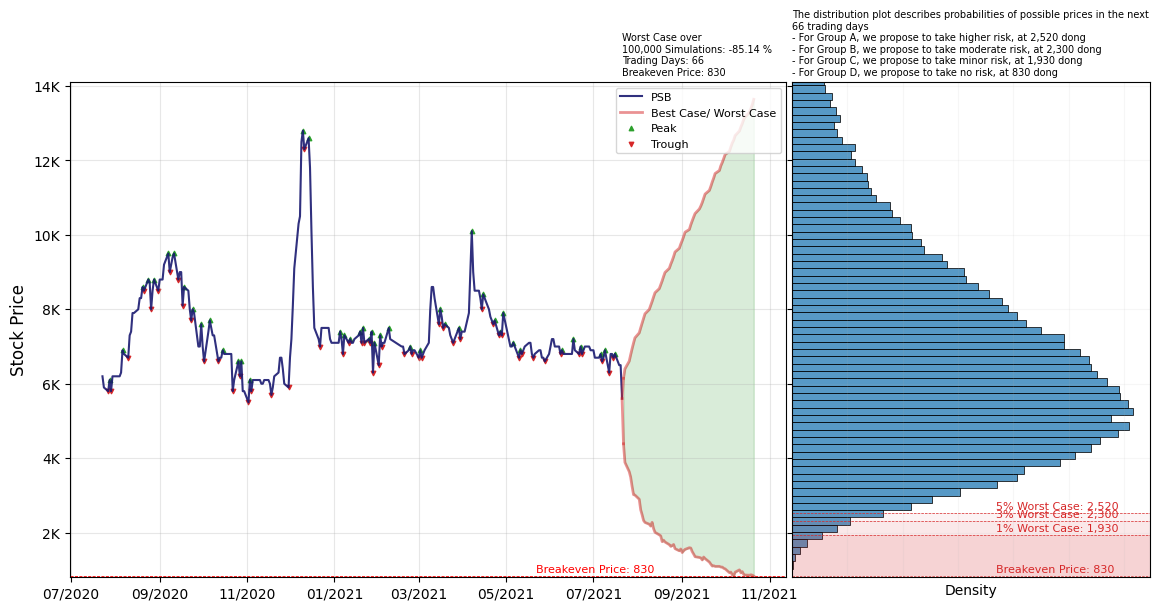 Worst Case over
100,000 Simulations: -85.14 %
Trading Days: 66
Breakeven Price: 830
The distribution plot describes probabilities of possible prices in the next
66 trading days
- For Group A, we propose to take higher risk, at 2,520 dong
- For Group B, we propose to take moderate risk, at 2,300 dong
- For Group C, we propose to take minor risk, at 1,930 dong
- For Group D, we propose to take no risk, at 830 dong
PSB
Best Case/ Worst Case
Peak
Trough
Stock Price
14K
12K
10K
8K
6K
4K
2K
Breakeven Price: 830
07/2020
09/2020
11/2020
01/2021
03/2021
05/2021
07/2021
09/2021
11/2021
5% Worst Case: 2,520
3% Worst Case: 2,300
1% Worst Case: 1,930
Breakeven Price: 830
Density